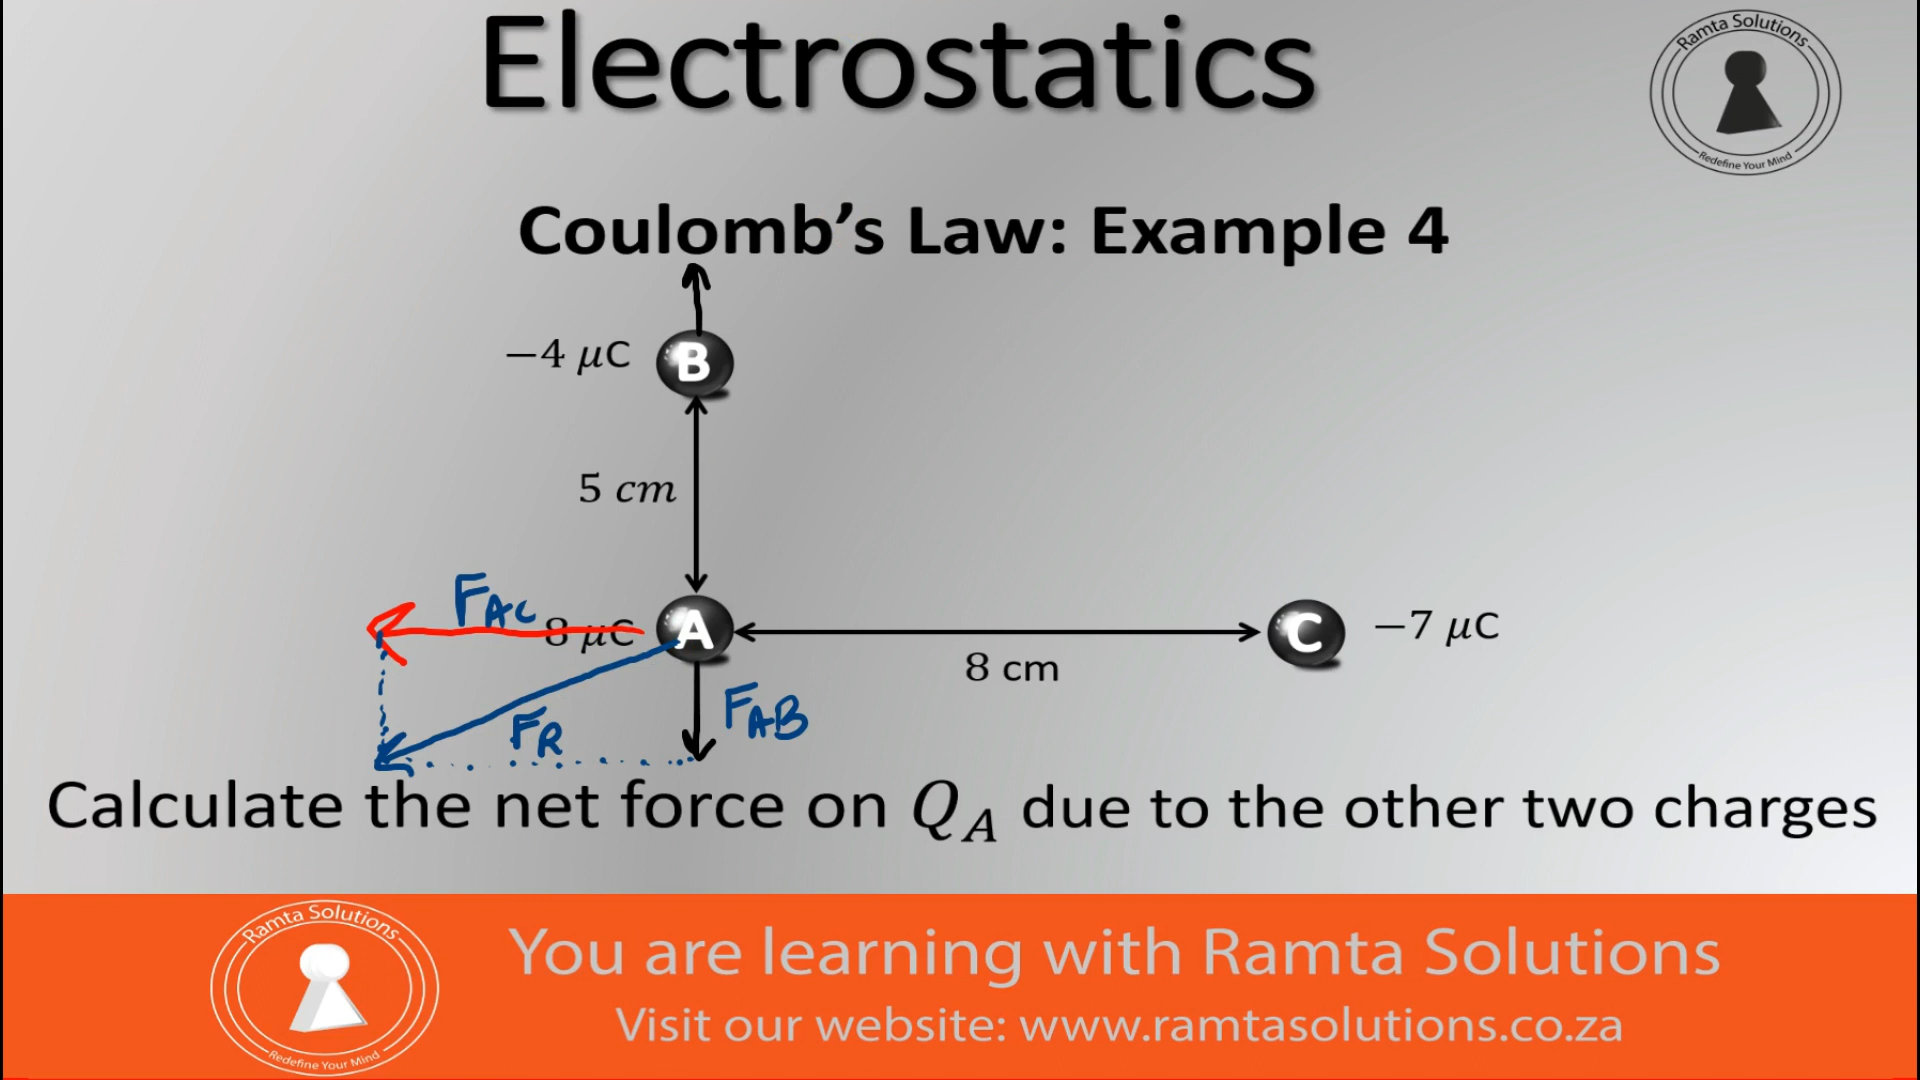 Electrostatics
Ramta Solutions
Redefine Your Mind
Coulomb's Law: Example 4
−4 μC
B
5 cm
FAC
8 μC
A
C
−7 μC
8 cm
FAB
FR
Calculate the net force on QA due to the other two charges
Ramta Solutions
Redefine Your Mind
You are learning with Ramta Solutions
Visit our website: www.ramtasolutions.co.za